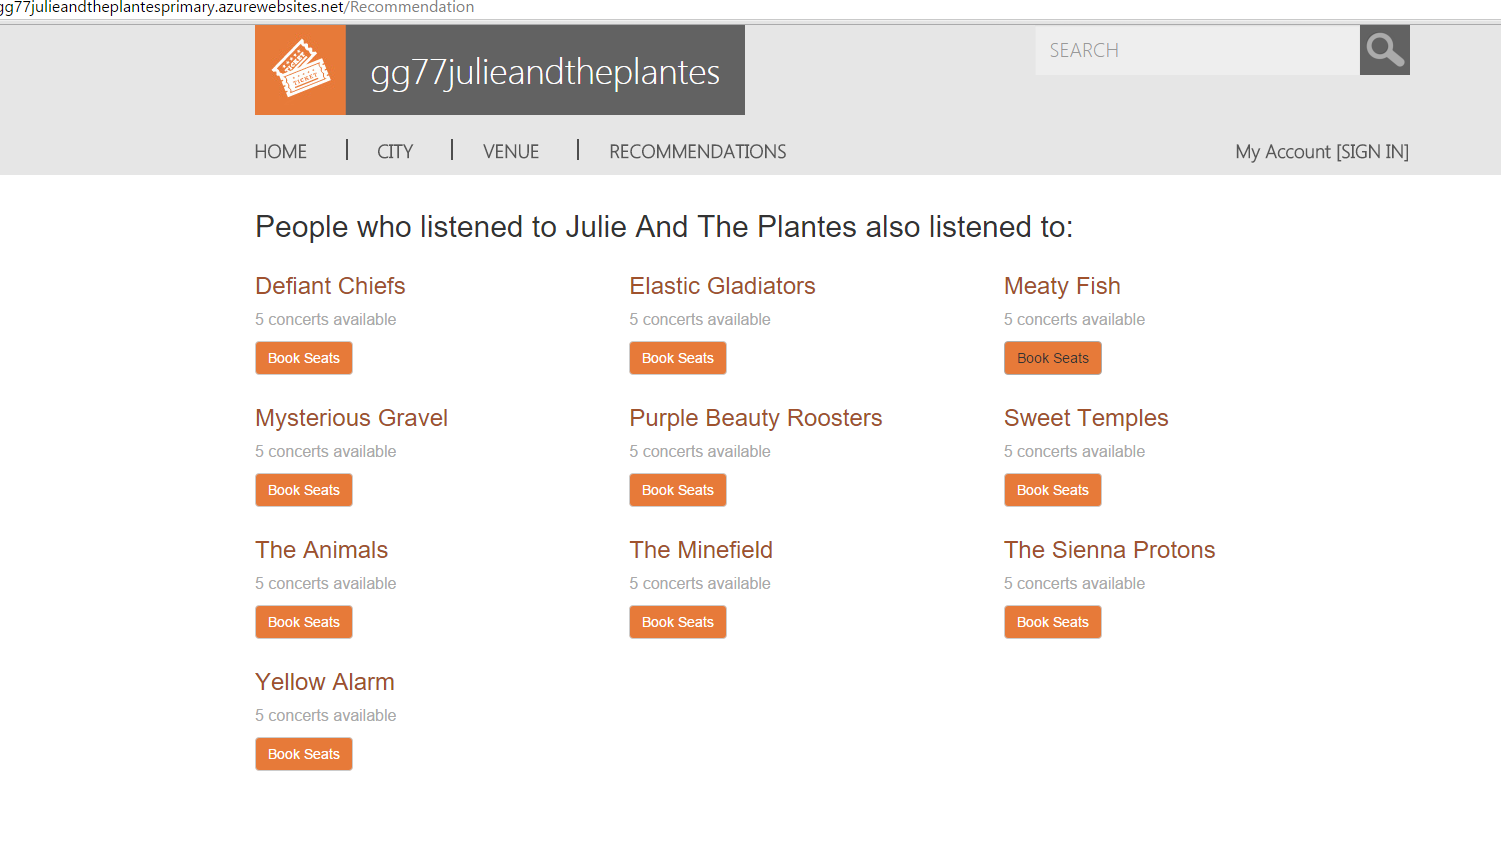 gg77julieandtheplantesprimary.azurewebsites.net/Recommendation
TICKET
gg77julieandtheplantes
SEARCH
HOME | CITY | VENUE | RECOMMENDATIONS
My Account [SIGN IN]
People who listened to Julie And The Plantes also listened to:
Defiant Chiefs
5 concerts available
Book Seats
Elastic Gladiators
5 concerts available
Book Seats
Meaty Fish
5 concerts available
Book Seats
Mysterious Gravel
5 concerts available
Book Seats
Purple Beauty Roosters
5 concerts available
Book Seats
Sweet Temples
5 concerts available
Book Seats
The Animals
5 concerts available
Book Seats
The Minefield
5 concerts available
Book Seats
The Sienna Protons
5 concerts available
Book Seats
Yellow Alarm
5 concerts available
Book Seats